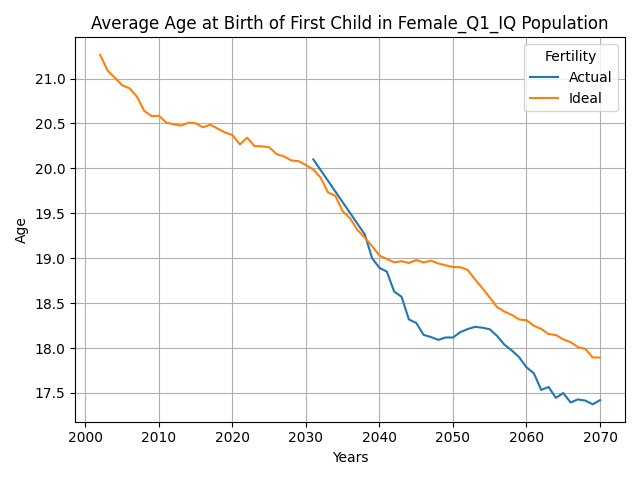 Average Age at Birth of First Child in Female_Q1_IQ Population
Fertility
Actual
Ideal
Age
21.0
20.5
20.0
19.5
19.0
18.5
18.0
17.5
2000 2010 2020 2030 2040 2050 2060 2070
Years